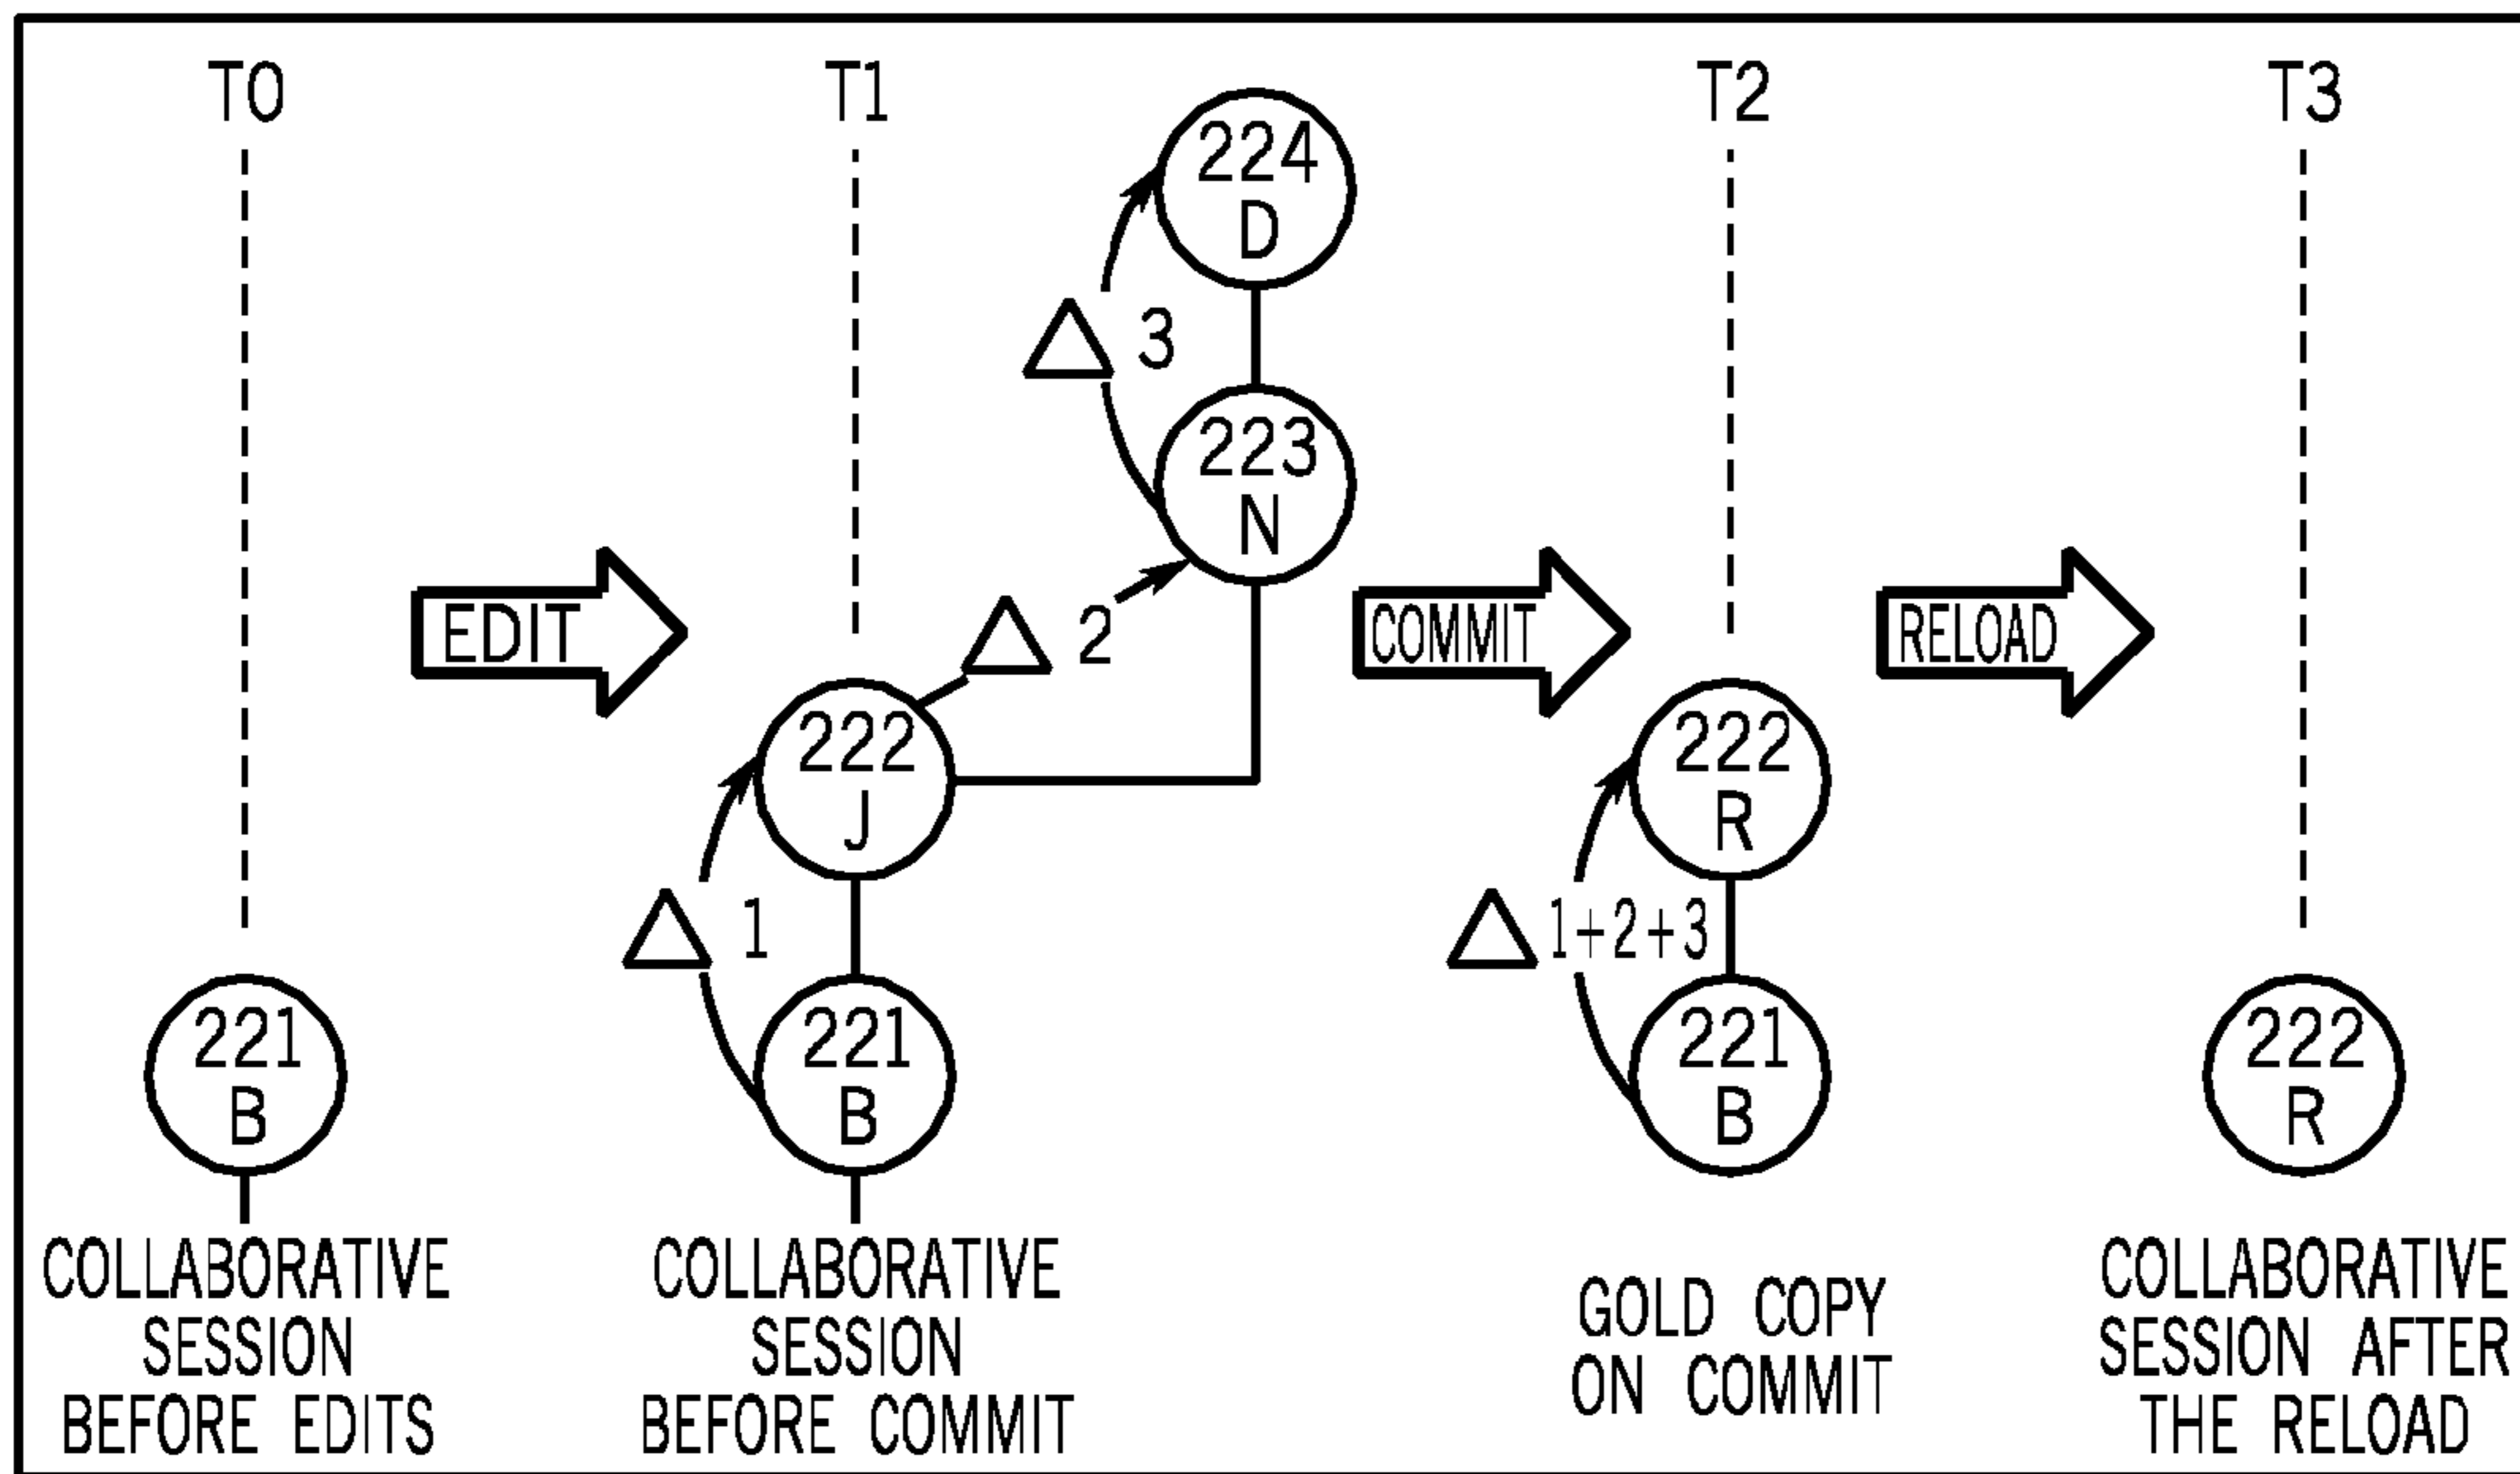 T0
T1
T2
T3
224
D
△ 3
223
N
EDIT
△ 2
COMMIT
RELOAD
222
J
222
R
△ 1
△ 1+2+3
221
B
221
B
221
B
222
R
COLLABORATIVE
SESSION
BEFORE EDITS
COLLABORATIVE
SESSION
BEFORE COMMIT
GOLD COPY
ON COMMIT
COLLABORATIVE
SESSION AFTER
THE RELOAD